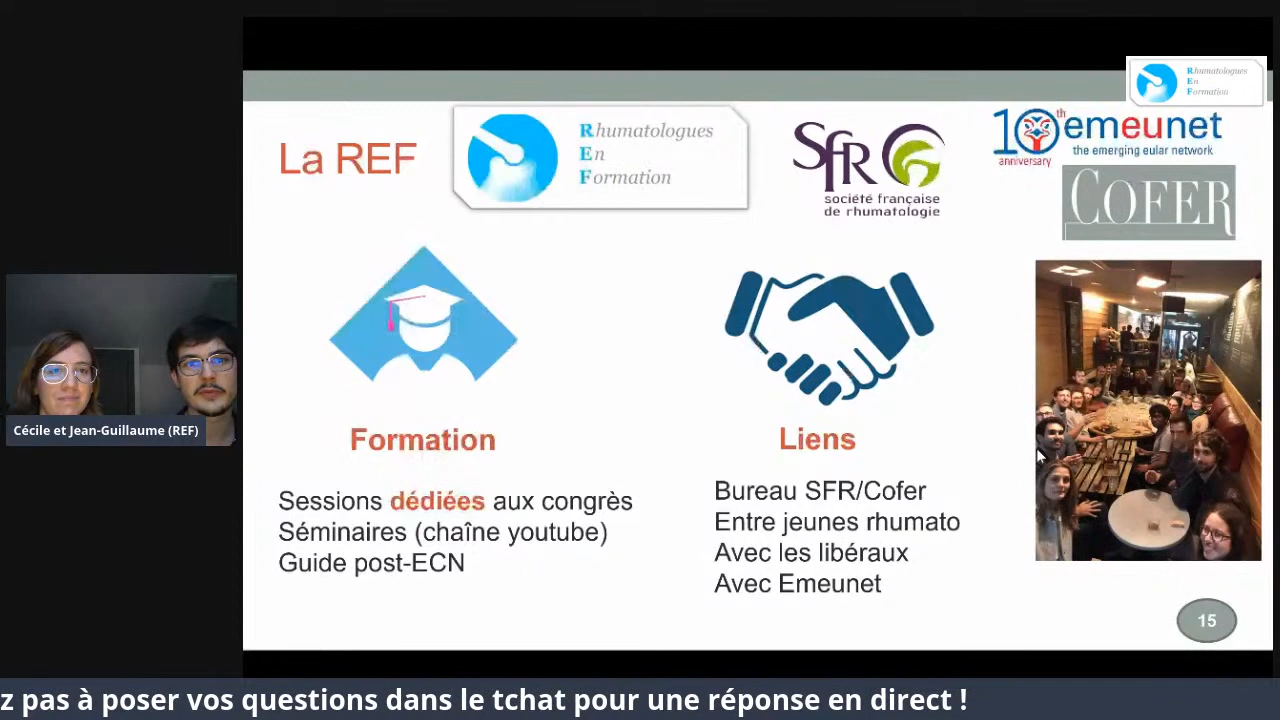 Rhumatologues
En
Formation
La REF
Rhumatologues
En
Formation
SFR
société française
de rhumatologie
10th anniversary
emeunet
the emerging eular network
COFER
Cécile et Jean-Guillaume (REF)
Formation
Sessions dédiées aux congrès
Séminaires (chaîne youtube)
Guide post-ECN
Liens
Bureau SFR/Cofer
Entre jeunes rhumato
Avec les libéraux
Avec Emeunet
15
z pas à poser vos questions dans le tchat pour une réponse en direct !